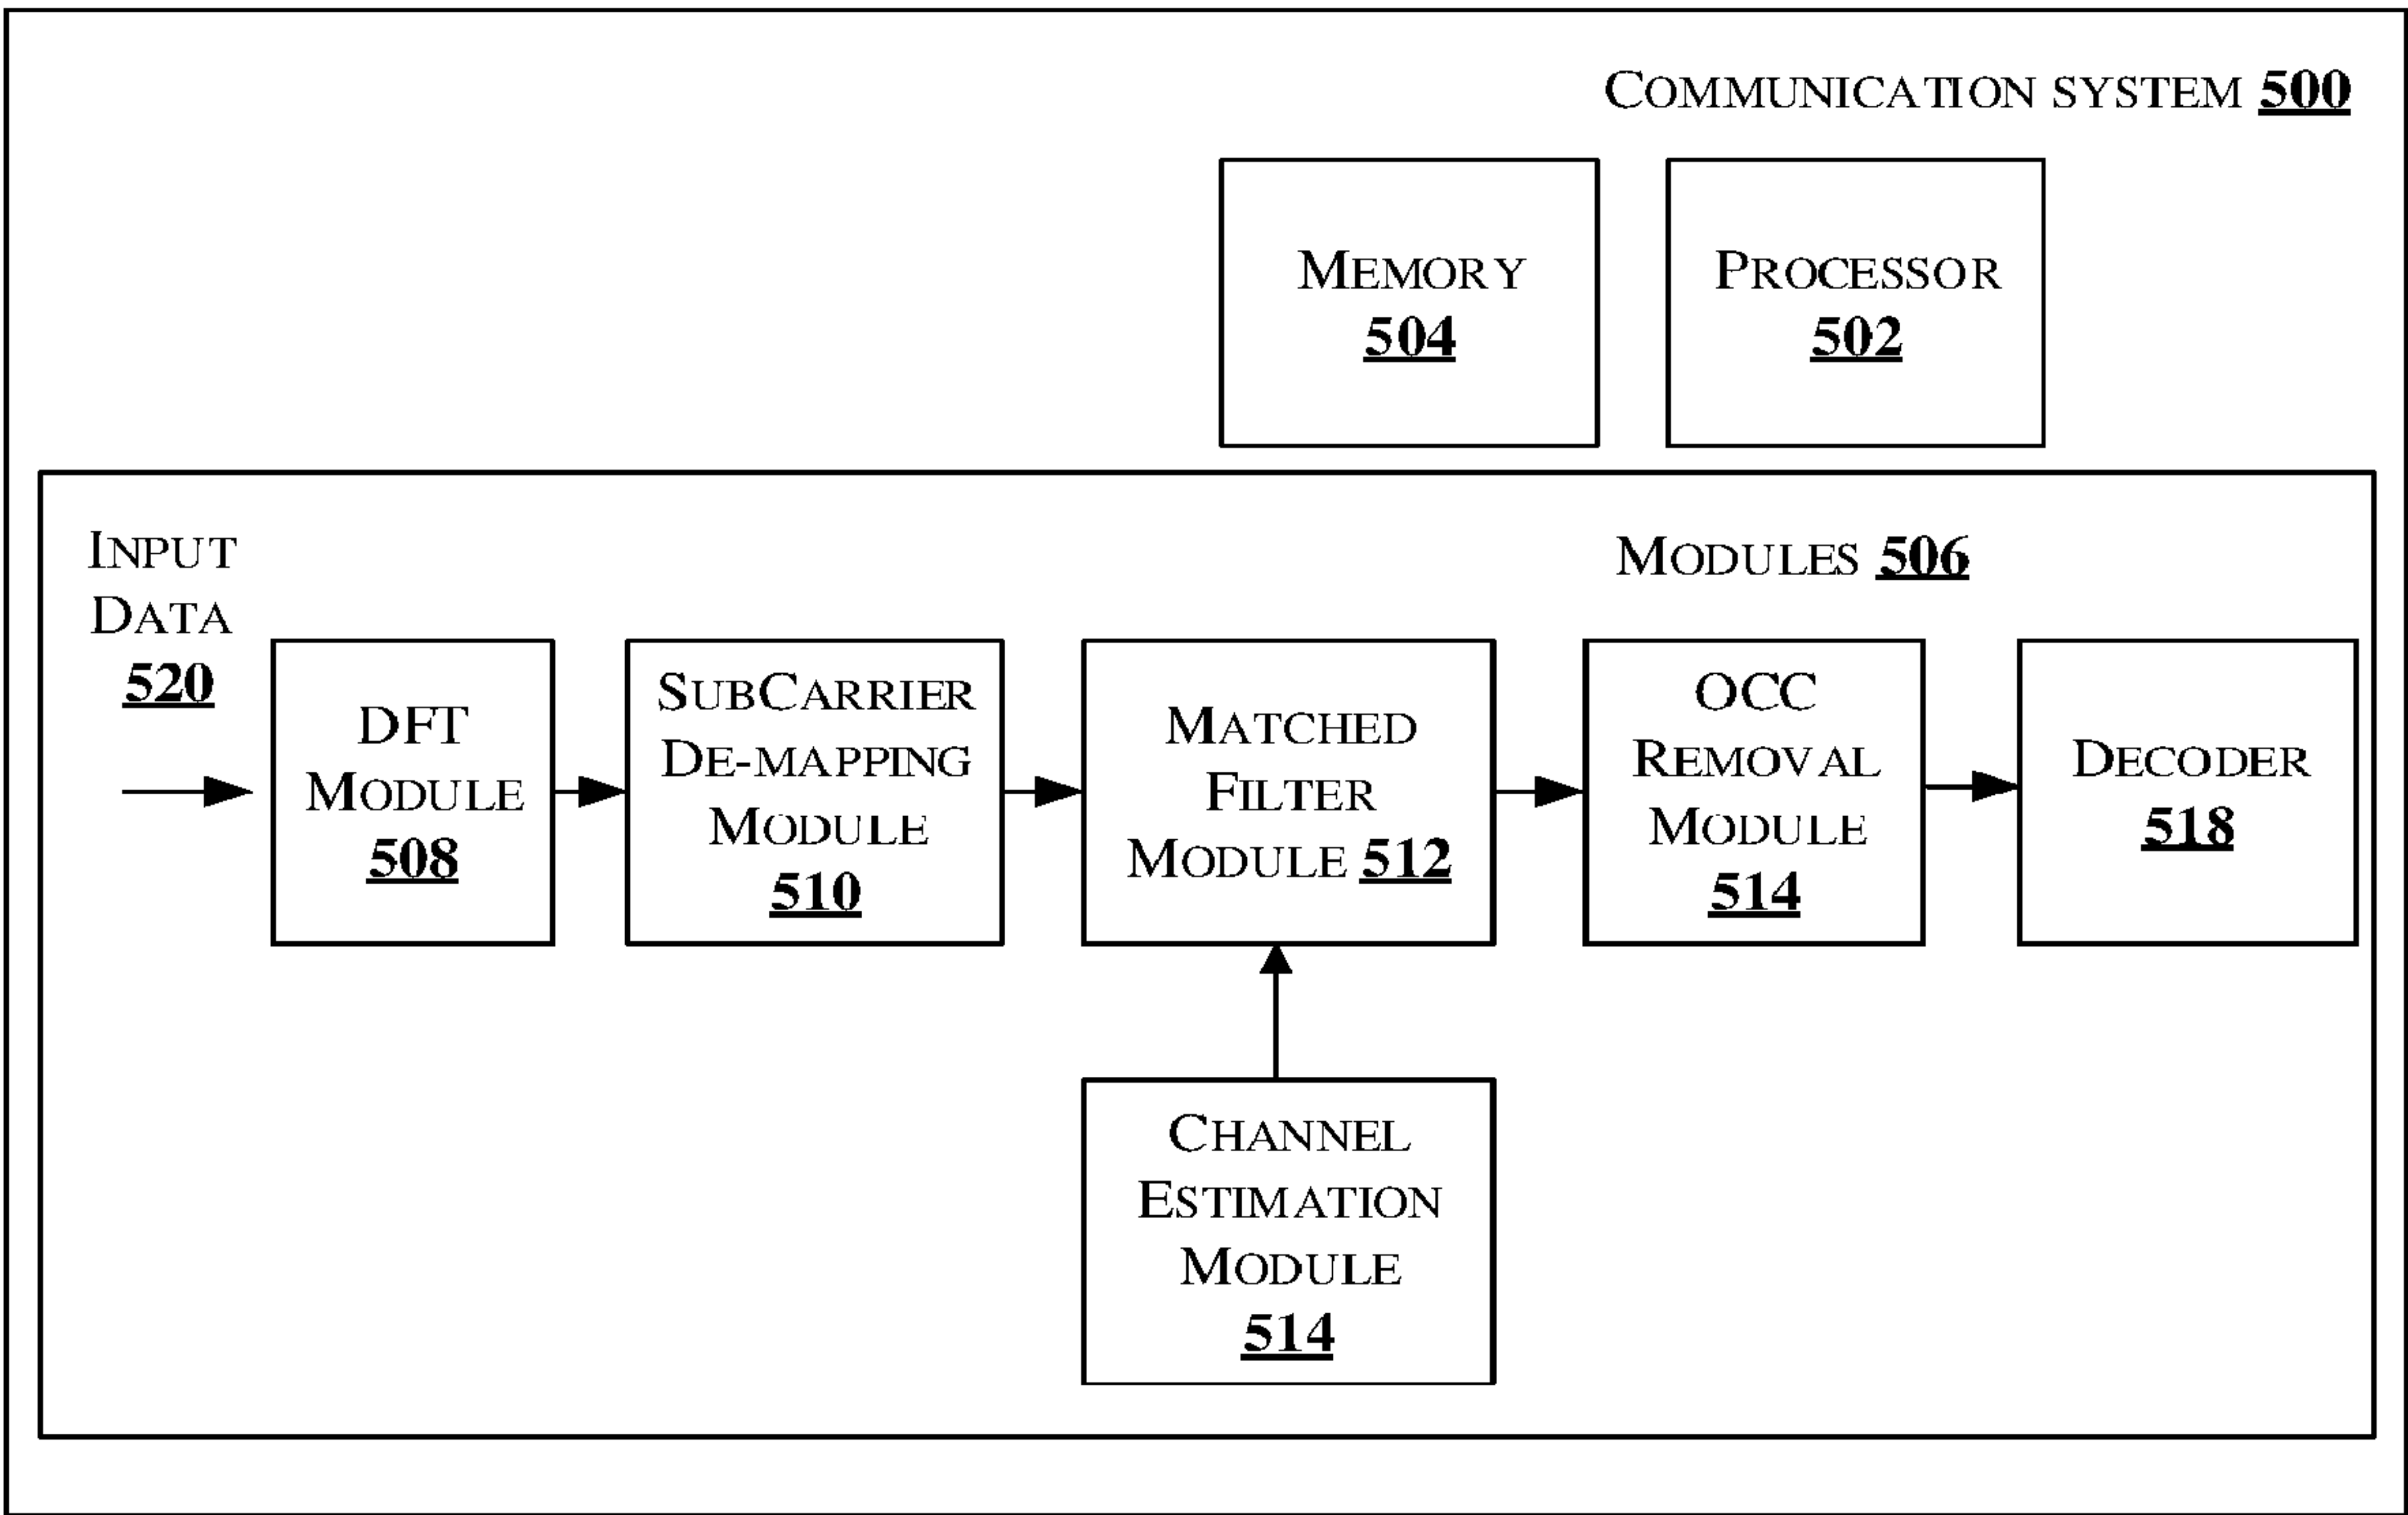 COMMUNICATION SYSTEM 500
MEMORY
504
PROCESSOR
502
INPUT
DATA
520
MODULES 506
DFT
MODULE
508
SUBCARRIER
DE-MAPPING
MODULE
510
MATCHED
FILTER
MODULE 512
OCC
REMOVAL
MODULE
514
DECODER
518
CHANNEL
ESTIMATION
MODULE
514